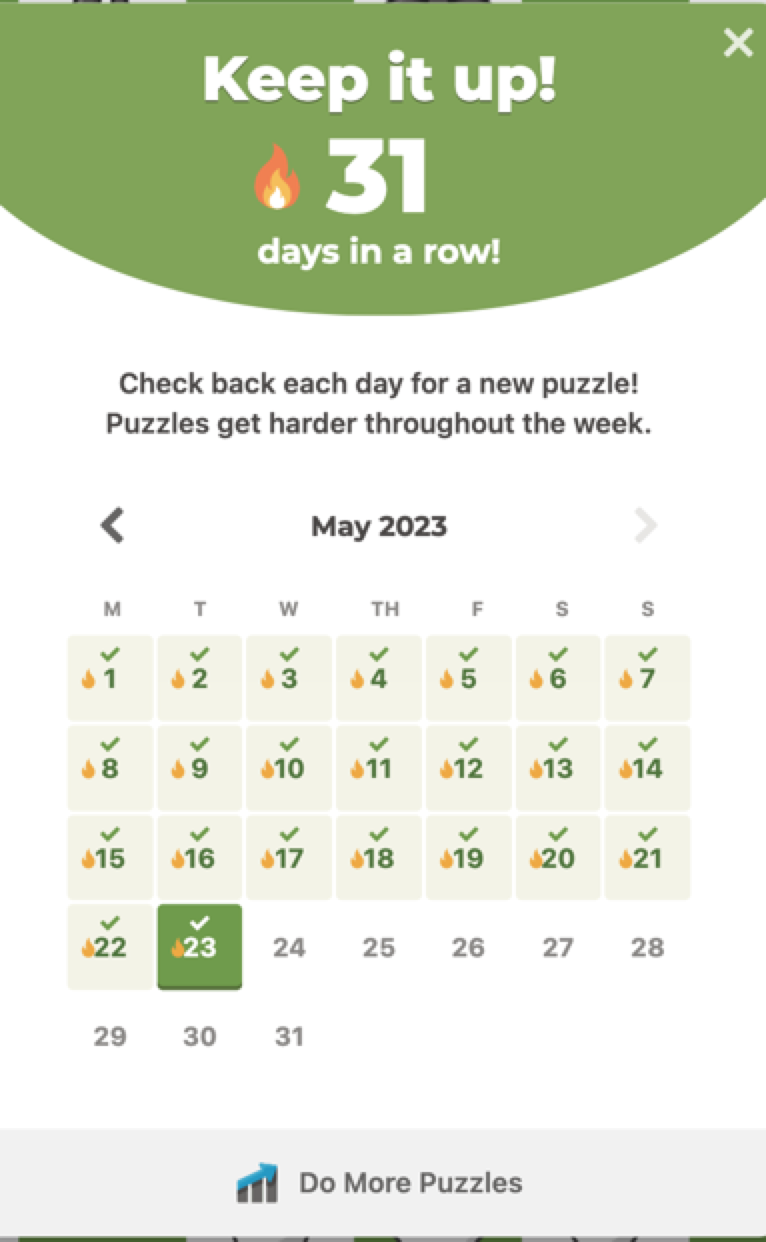 Keep it up!
31
days in a row!
Check back each day for a new puzzle!
Puzzles get harder throughout the week.
May 2023
M T W TH F S S
1 2 3 4 5 6 7
8 9 10 11 12 13 14
15 16 17 18 19 20 21
22 23 24 25 26 27 28
29 30 31
Do More Puzzles